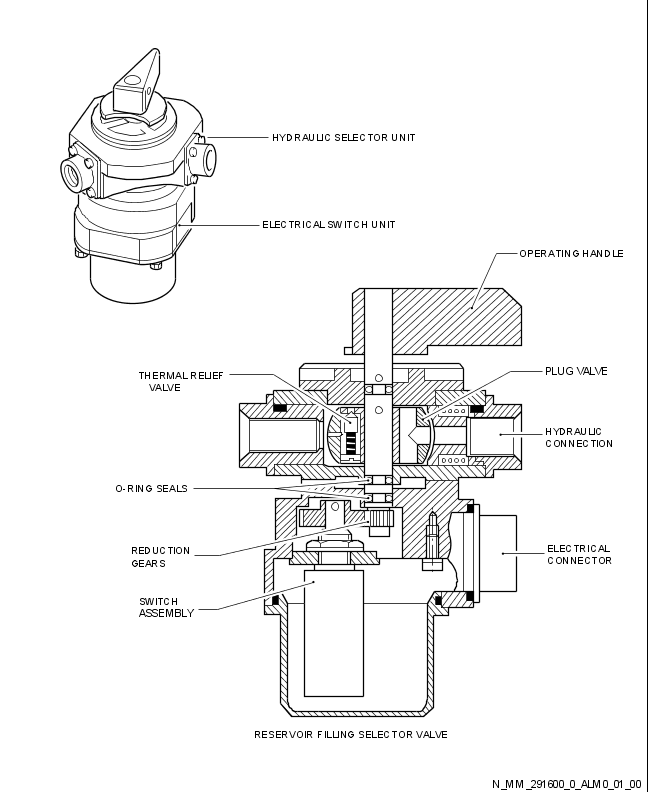 HYDRAULIC SELECTOR UNIT
ELECTRICAL SWITCH UNIT
OPERATING HANDLE
THERMAL RELIEF
VALVE
PLUG VALVE
HYDRAULIC
CONNECTION
O-RING SEALS
REDUCTION
GEARS
ELECTRICAL
CONNECTOR
SWITCH
ASSEMBLY
RESERVOIR FILLING SELECTOR VALVE
N_MM_291600_0_ALM0_01_00